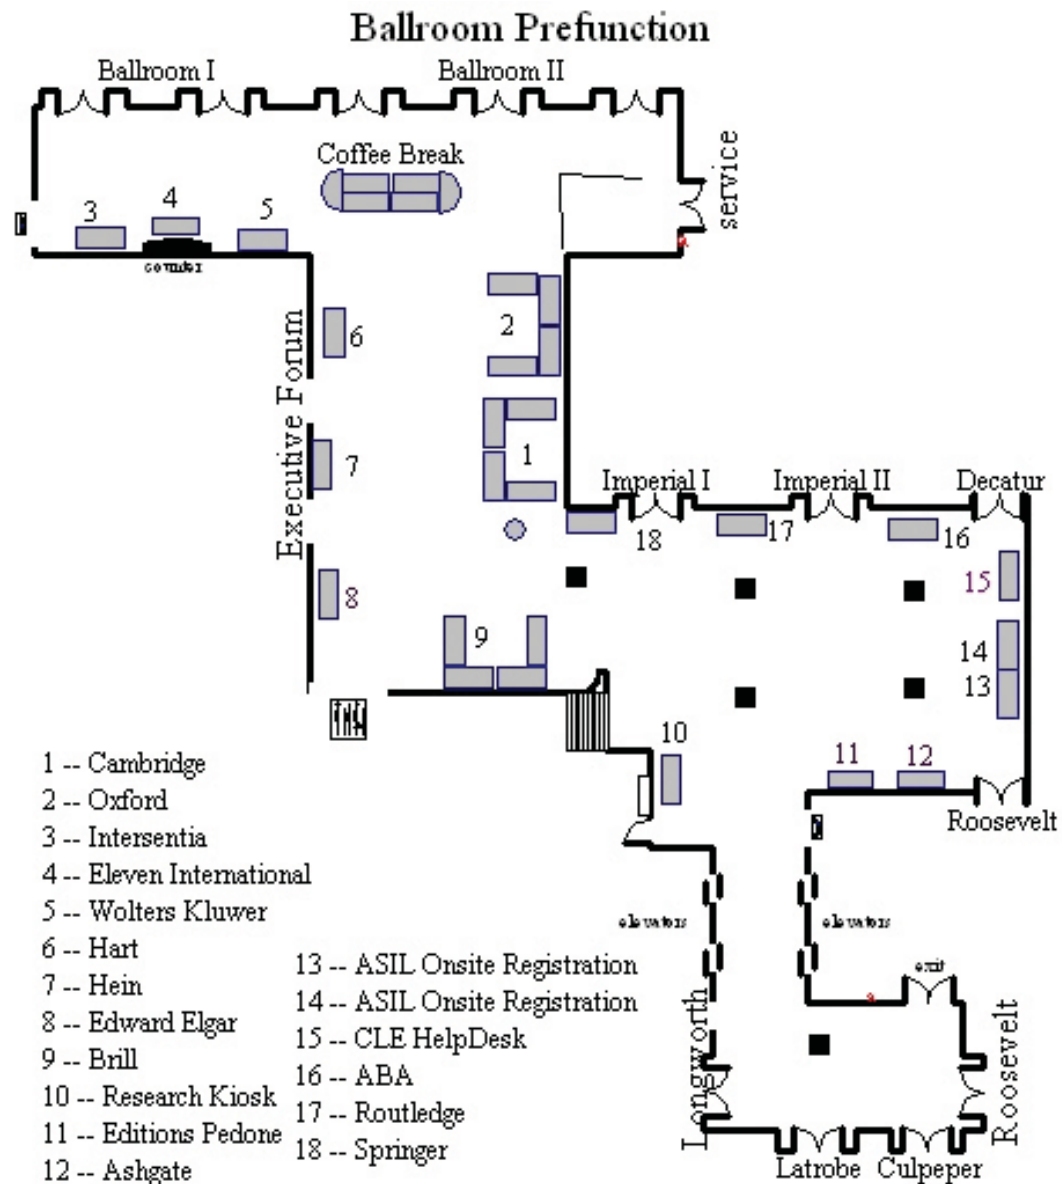 Ballroom Prefunction
Ballroom I
Ballroom II
Coffee Break
service
3
4
5
counter
2
6
Executive Forum
1
7
Imperial I
Imperial II
Decatur
18
17
16
15
8
9
14
13
10
11
12
Roosevelt
elevators
elevators
exit
Longworth
Roosevelt
Latrobe
Culpeper
1 -- Cambridge
2 -- Oxford
3 -- Intersentia
4 -- Eleven International
5 -- Wolters Kluwer
6 -- Hart
7 -- Hein
8 -- Edward Elgar
9 -- Brill
10 -- Research Kiosk
11 -- Editions Pedone
12 -- Ashgate
13 -- ASIL Onsite Registration
14 -- ASIL Onsite Registration
15 -- CLE HelpDesk
16 -- ABA
17 -- Routledge
18 -- Springer